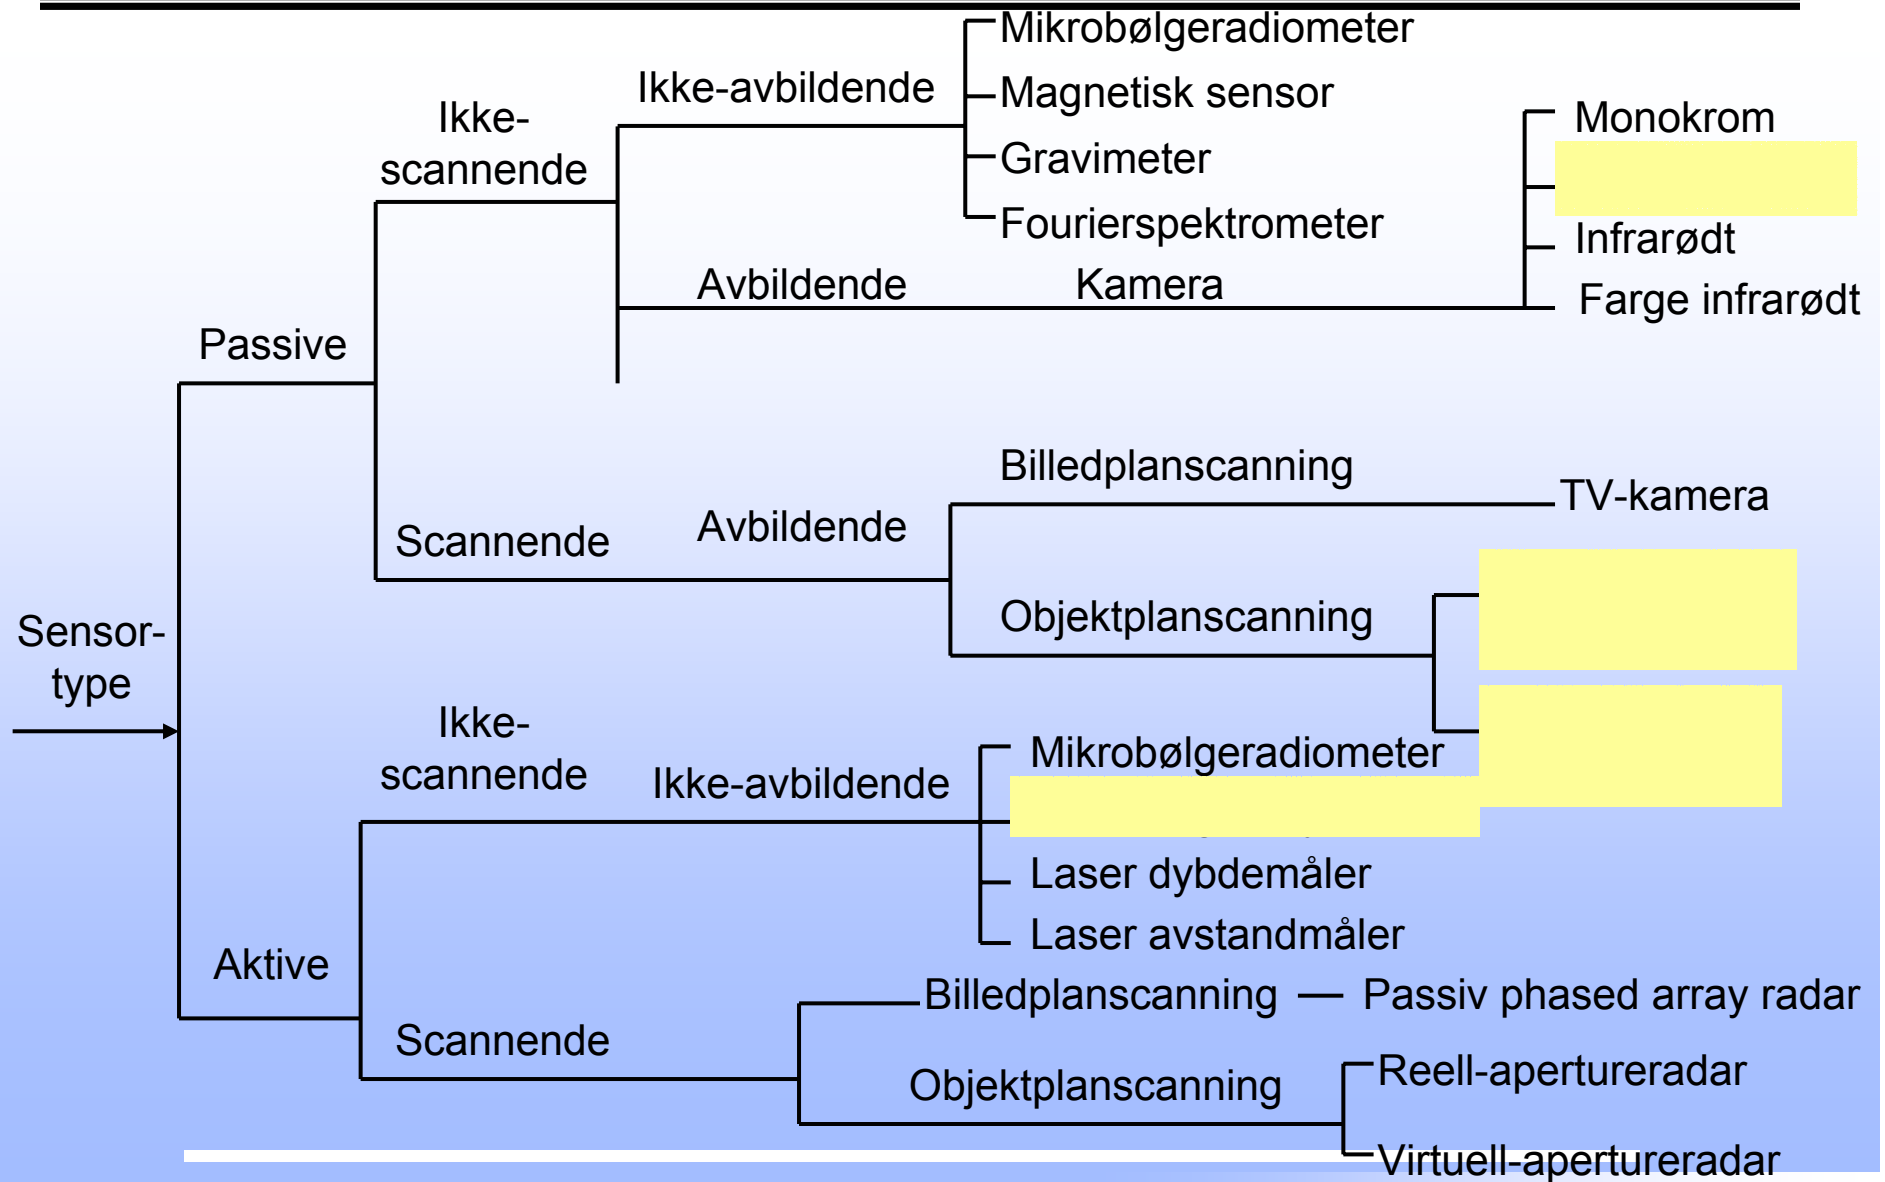 Mikrobølgeradiometer
Ikke-avbildende
Magnetisk sensor
Ikke-
scannende
Monokrom
Gravimeter
Fourierspektrometer
Infrarødt
Avbildende
Kamera
Farge infrarødt
Passive
Billedplanscanning
TV-kamera
Scannende
Avbildende
Objektplanscanning
Sensor-
type
Ikke-
scannende
Ikke-avbildende
Mikrobølgeradiometer
Laser dybdemåler
Laser avstandmåler
Aktive
Billedplanscanning
Passiv phased array radar
Scannende
Objektplanscanning
Reell-apertureradar
Virtuell-apertureradar